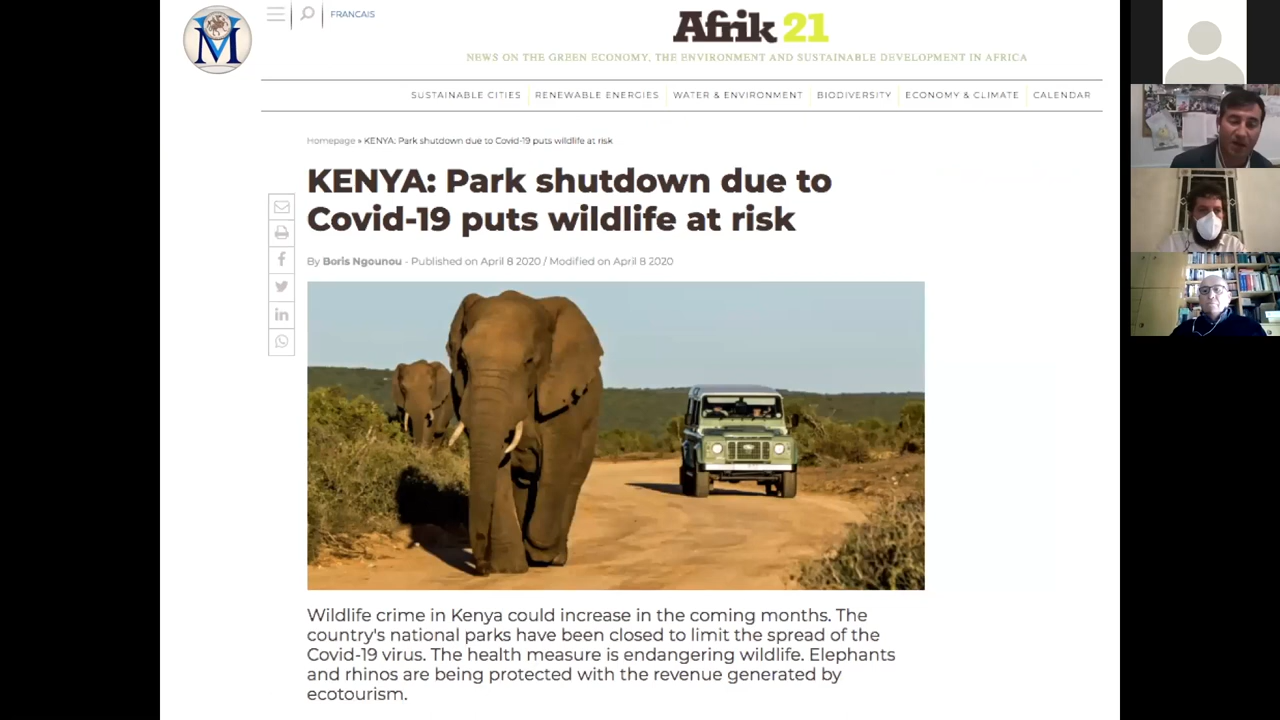 M
FRANCAIS
Afrik 21
NEWS ON THE GREEN ECONOMY, THE ENVIRONMENT AND SUSTAINABLE DEVELOPMENT IN AFRICA
SUSTAINABLE CITIES RENEWABLE ENERGIES WATER & ENVIRONMENT BIODIVERSITY ECONOMY & CLIMATE CALENDAR
Homepage » KENYA: Park shutdown due to Covid-19 puts wildlife at risk
KENYA: Park shutdown due to
Covid-19 puts wildlife at risk
By Boris Ngounou - Published on April 8 2020 / Modified on April 8 2020
Wildlife crime in Kenya could increase in the coming months. The
country's national parks have been closed to limit the spread of the
Covid-19 virus. The health measure is endangering wildlife. Elephants
and rhinos are being protected with the revenue generated by
ecotourism.